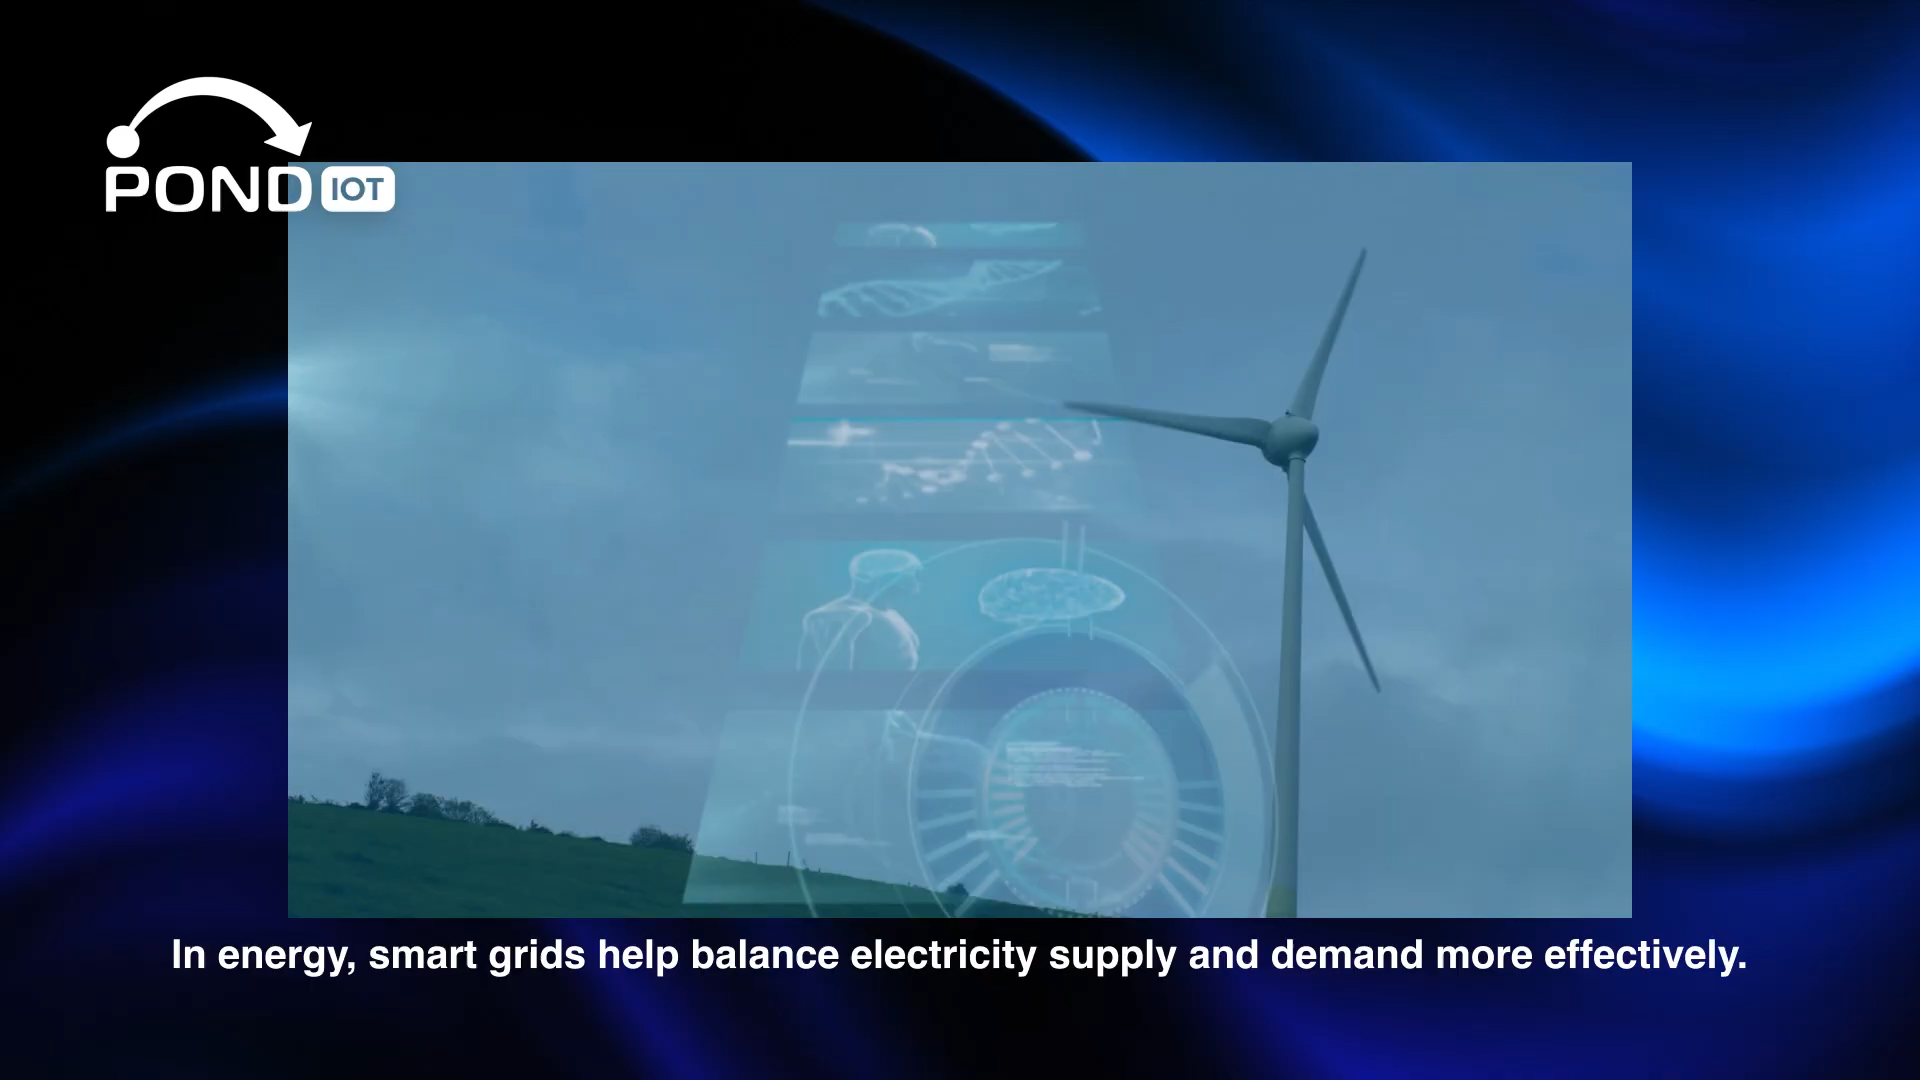 POND IOT
In energy, smart grids help balance electricity supply and demand more effectively.